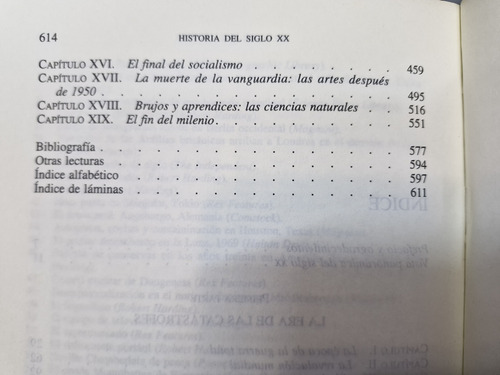 614 HISTORIA DEL SIGLO XX
CAPÍTULO XVI. El final del socialismo . . . . . . . . . 459
CAPÍTULO XVII. La muerte de la vanguardia: las artes después
de 1950 . . . . . . . . . . . . . . . . 495
CAPÍTULO XVIII. Brujos y aprendices: las ciencias naturales . . . . 516
CAPÍTULO XIX. El fin del milenio. . . . . . . . . . . 551
Bibliografía . . . . . . . . . . . . . . . . 577
Otras lecturas . . . . . . . . . . . . . . . 594
Índice alfabético . . . . . . . . . . . . . . 597
Índice de láminas . . . . . . . . . . . . . . 611